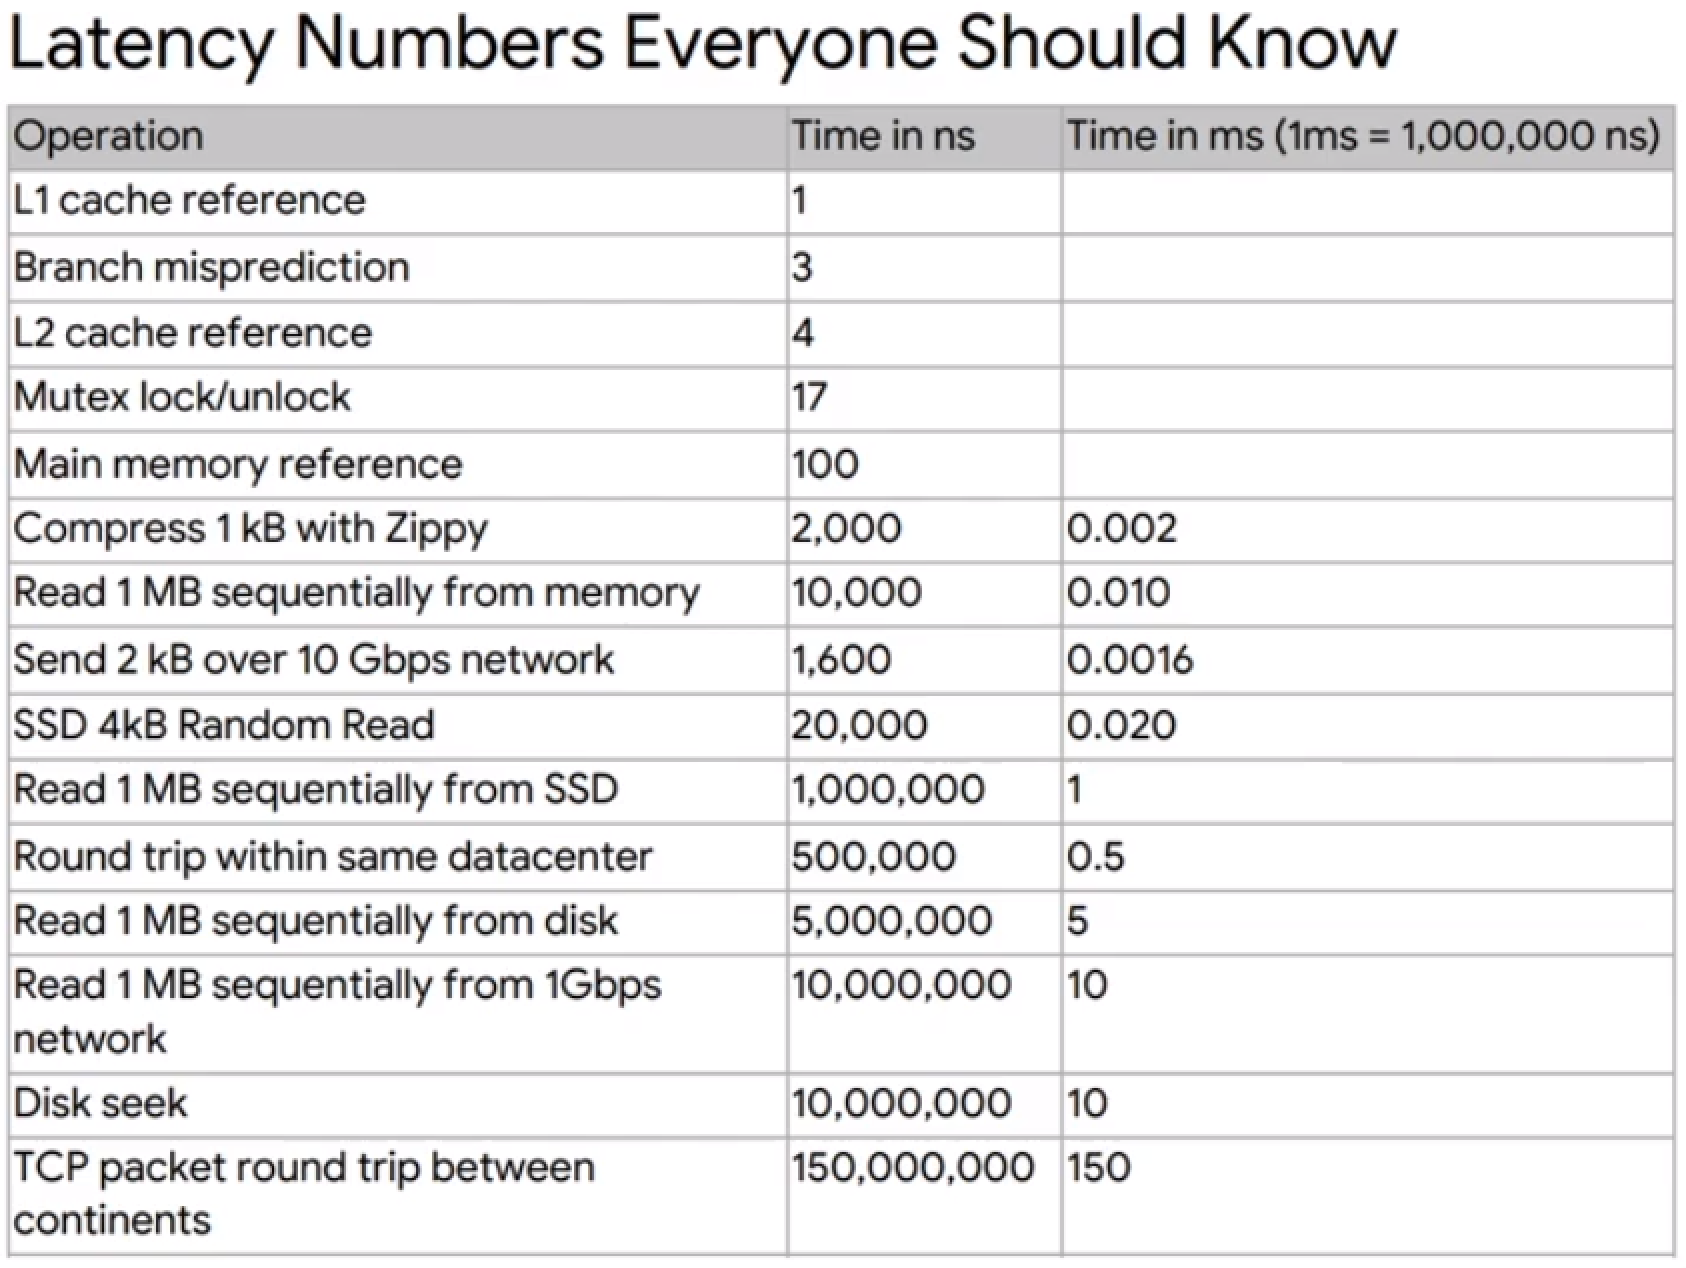 Latency Numbers Everyone Should Know
Operation Time in ns Time in ms (1ms = 1,000,000 ns)
L1 cache reference 1
Branch misprediction 3
L2 cache reference 4
Mutex lock/unlock 17
Main memory reference 100
Compress 1 kB with Zippy 2,000 0.002
Read 1 MB sequentially from memory 10,000 0.010
Send 2 kB over 10 Gbps network 1,600 0.0016
SSD 4kB Random Read 20,000 0.020
Read 1 MB sequentially from SSD 1,000,000 1
Round trip within same datacenter 500,000 0.5
Read 1 MB sequentially from disk 5,000,000 5
Read 1 MB sequentially from 1Gbps 10,000,000 10
network
Disk seek 10,000,000 10
TCP packet round trip between 150,000,000 150
continents